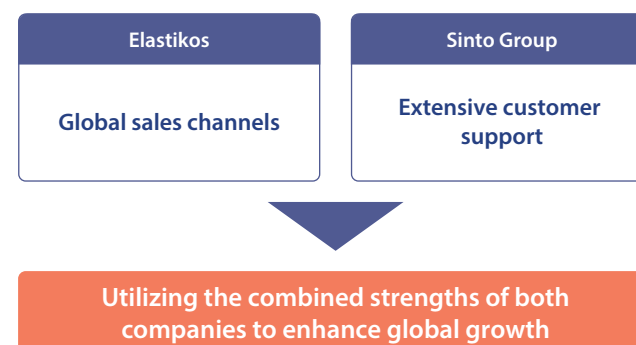 Elastikos
Global sales channels
Sinto Group
Extensive customer
support
Utilizing the combined strengths of both
companies to enhance global growth